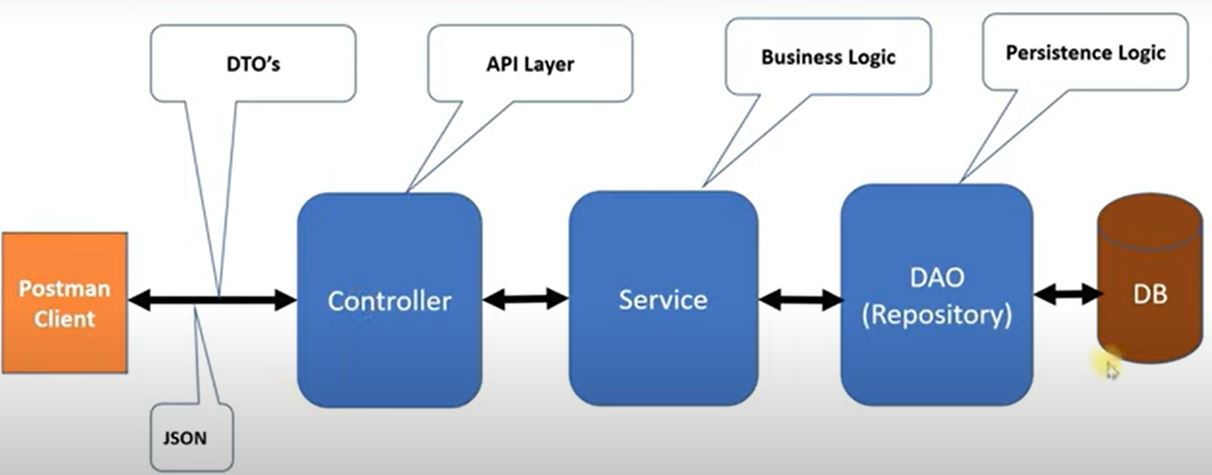 DTO's
API Layer
Business Logic
Persistence Logic
Postman
Client
Controller
Service
DAO
(Repository)
DB
JSON